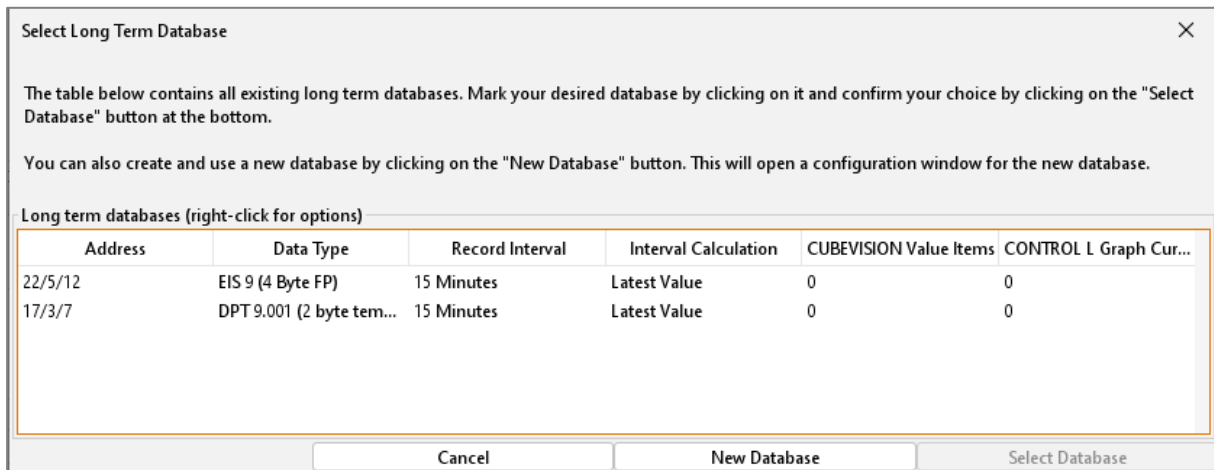 Select Long Term Database
The table below contains all existing long term databases. Mark your desired database by clicking on it and confirm your choice by clicking on the "Select
Database" button at the bottom.
You can also create and use a new database by clicking on the "New Database" button. This will open a configuration window for the new database.
Long term databases (right-click for options)
Address Data Type Record Interval Interval Calculation CUBEVISION Value Items CONTROL L Graph Cur...
22/5/12 EIS 9 (4 Byte FP) 15 Minutes Latest Value 0 0
17/3/7 DPT 9.001 (2 byte tem... 15 Minutes Latest Value 0 0
Cancel New Database Select Database